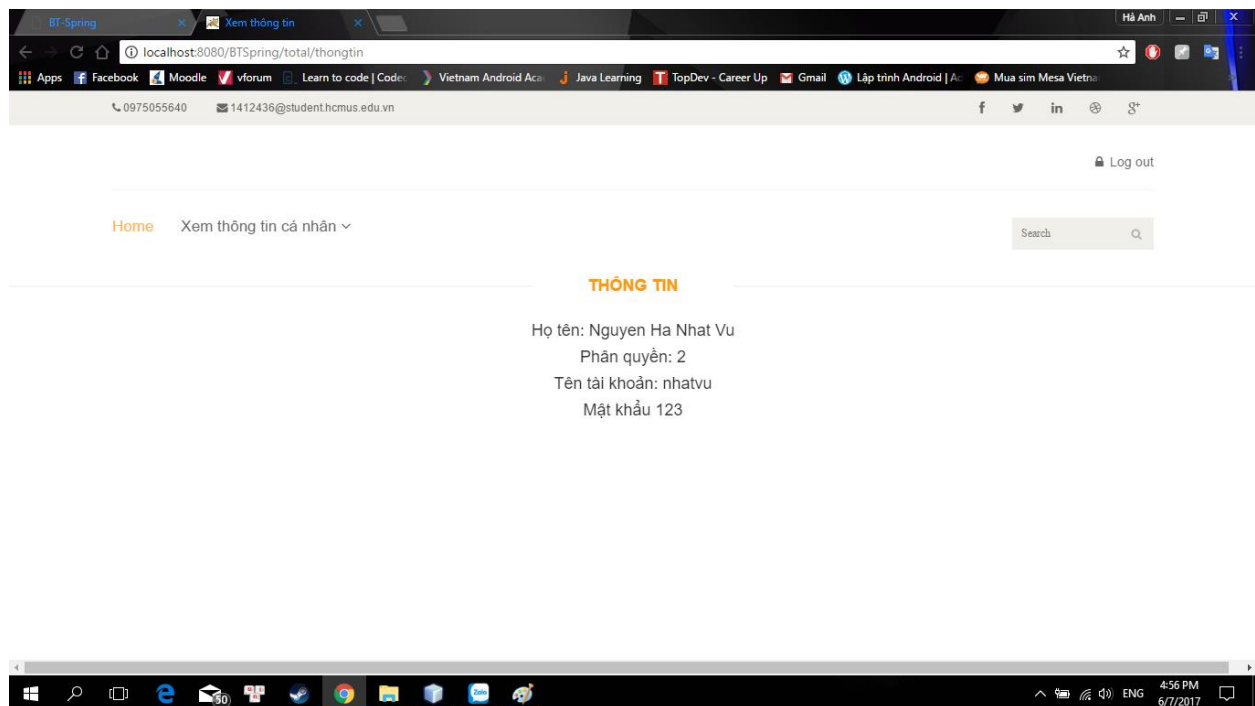 BT-Spring Xem thông tin Hà Anh
localhost:8080/BTSpring/total/thongtin
Apps Facebook Moodle vforum Learn to code | Codec Vietnam Android Aca Java Learning TopDev - Career Up Gmail Lập trình Android | Ac Mua sim Mesa Vietna
0975055640 1412436@student.hcmus.edu.vn
Log out
Home Xem thông tin cá nhân Search
THÔNG TIN
Họ tên: Nguyen Ha Nhat Vu
Phân quyền: 2
Tên tài khoản: nhatvu
Mật khẩu 123
50 Zalo ENG 4:56 PM
6/7/2017